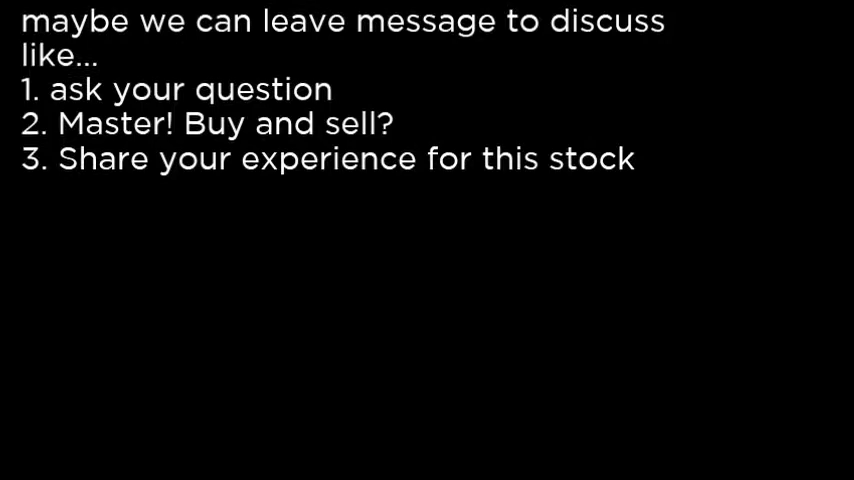 maybe we can leave message to discuss
like...
1. ask your question
2. Master! Buy and sell?
3. Share your experience for this stock